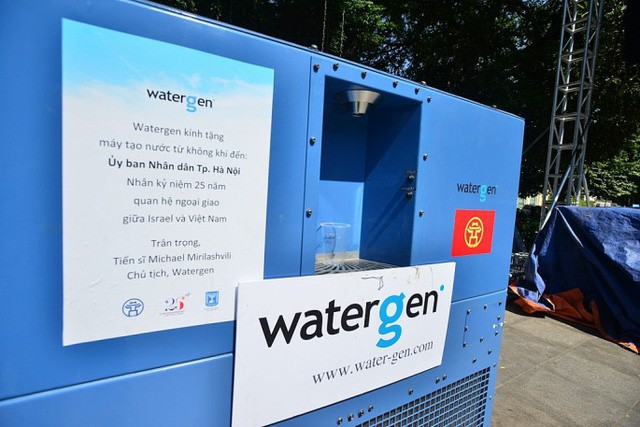 watergen
Watergen kính tặng
máy tạo nước từ không khí đến:
Ủy ban Nhân dân Tp. Hà Nội
Nhân kỷ niệm 25 năm
quan hệ ngoại giao
giữa Israel và Việt Nam
Trân trọng,
Tiến sĩ Michael Mirilashvili
Chủ tịch, Watergen
25
watergen
watergen
www.water-gen.com